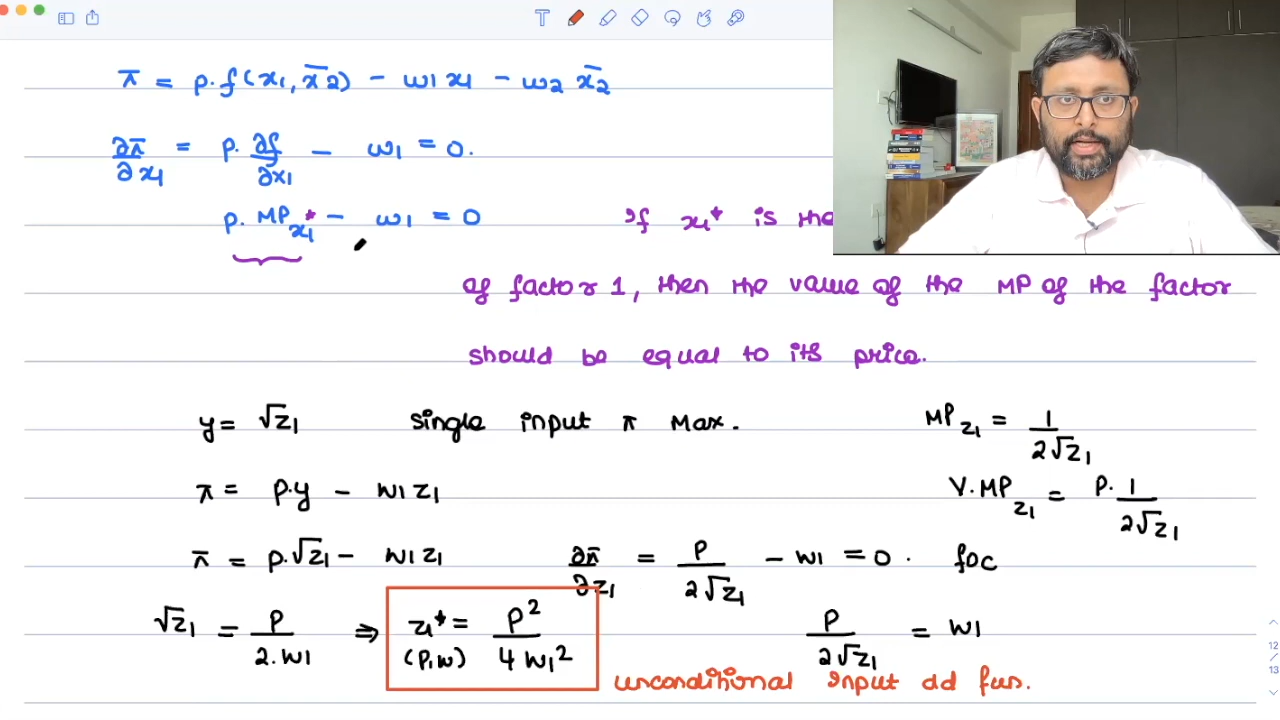 π = p.f(x1, x̄2) - w1x1 - w2x̄2
∂π/∂x1 = p.∂f/∂x1 - w1 = 0.
p.MPx1* - w1 = 0
If x1* is the
of factor 1, then the value of the MP of the factor
should be equal to its price.
y = √z1 single input π Max.
MPz1 = 1/2√z1
π = p.y - w1z1
V.MPz1 = P.1/2√z1
π = p.√z1 - w1z1
∂π/∂z1 = P/2√z1 - w1 = 0. foc
√z1 = P/2.w1 ⇒ z1* (p,w) = P²/4w1²
P/2√z1 = w1
unconditional input dd fun.
12
/
13